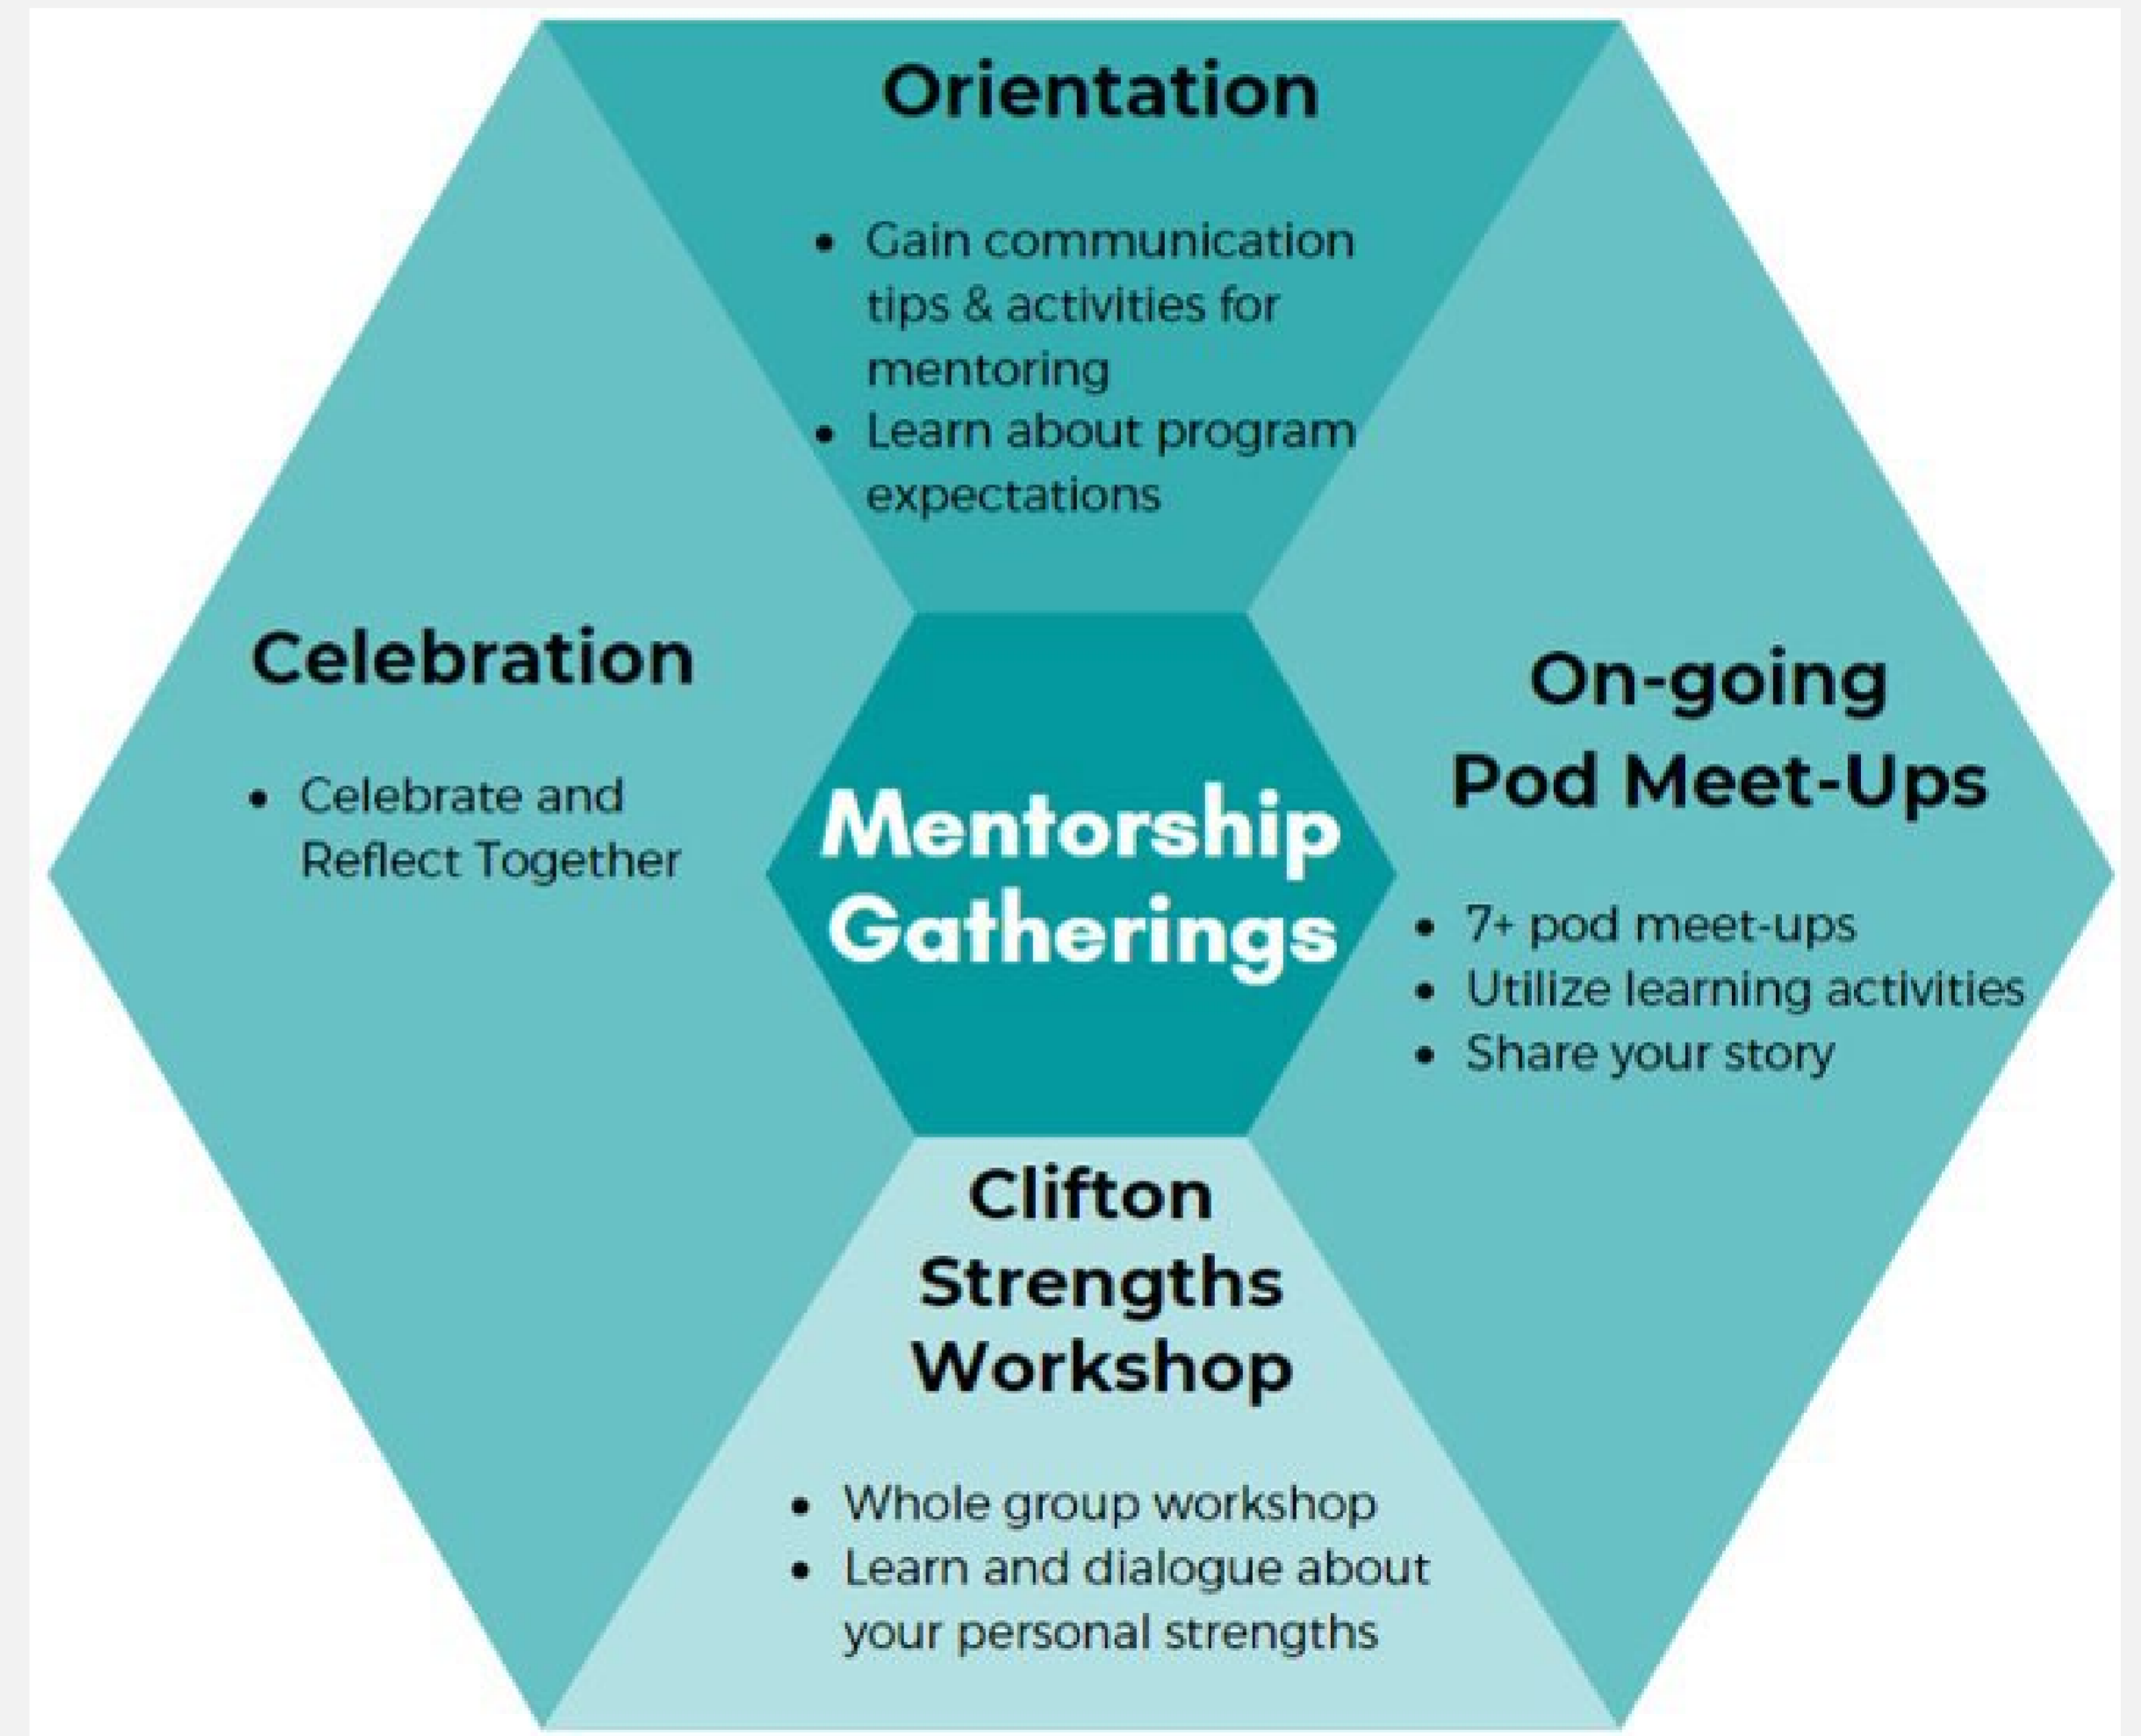 Orientation
• Gain communication
tips & activities for
mentoring
• Learn about program
expectations
Celebration
• Celebrate and
Reflect Together
Mentorship
Gatherings
On-going
Pod Meet-Ups
• 7+ pod meet-ups
• Utilize learning activities
• Share your story
Clifton
Strengths
Workshop
• Whole group workshop
• Learn and dialogue about
your personal strengths